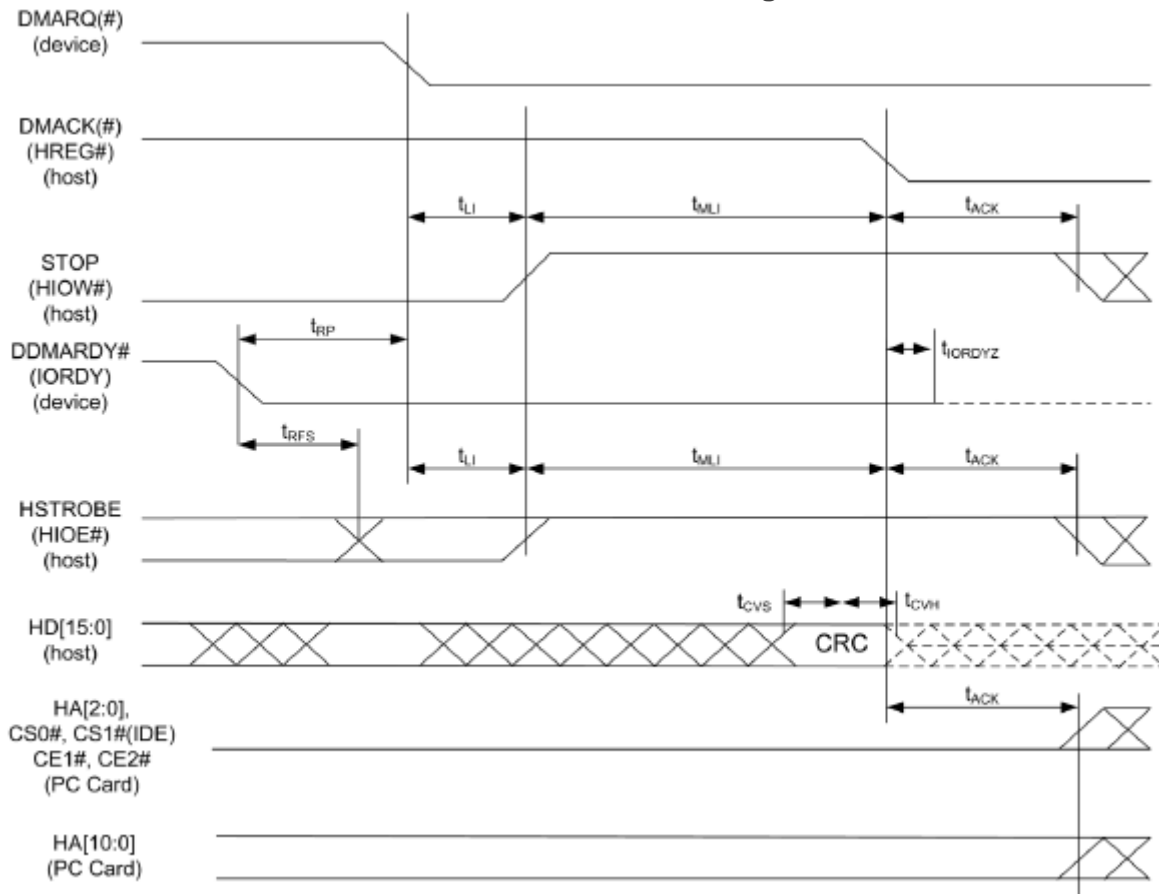 DMARQ(#)
(device)
DMACK(#)
(HREG#)
(host)
tLI
tMLI
tACK
STOP
(HIOW#)
(host)
tRP
DDMARDY#
(IORDY)
(device)
tIORDYZ
tRFS
tLI
tMLI
tACK
HSTROBE
(HIOE#)
(host)
tCVS
tCVH
HD[15:0]
(host)
CRC
HA[2:0],
CS0#, CS1#(IDE)
CE1#, CE2#
(PC Card)
tACK
HA[10:0]
(PC Card)